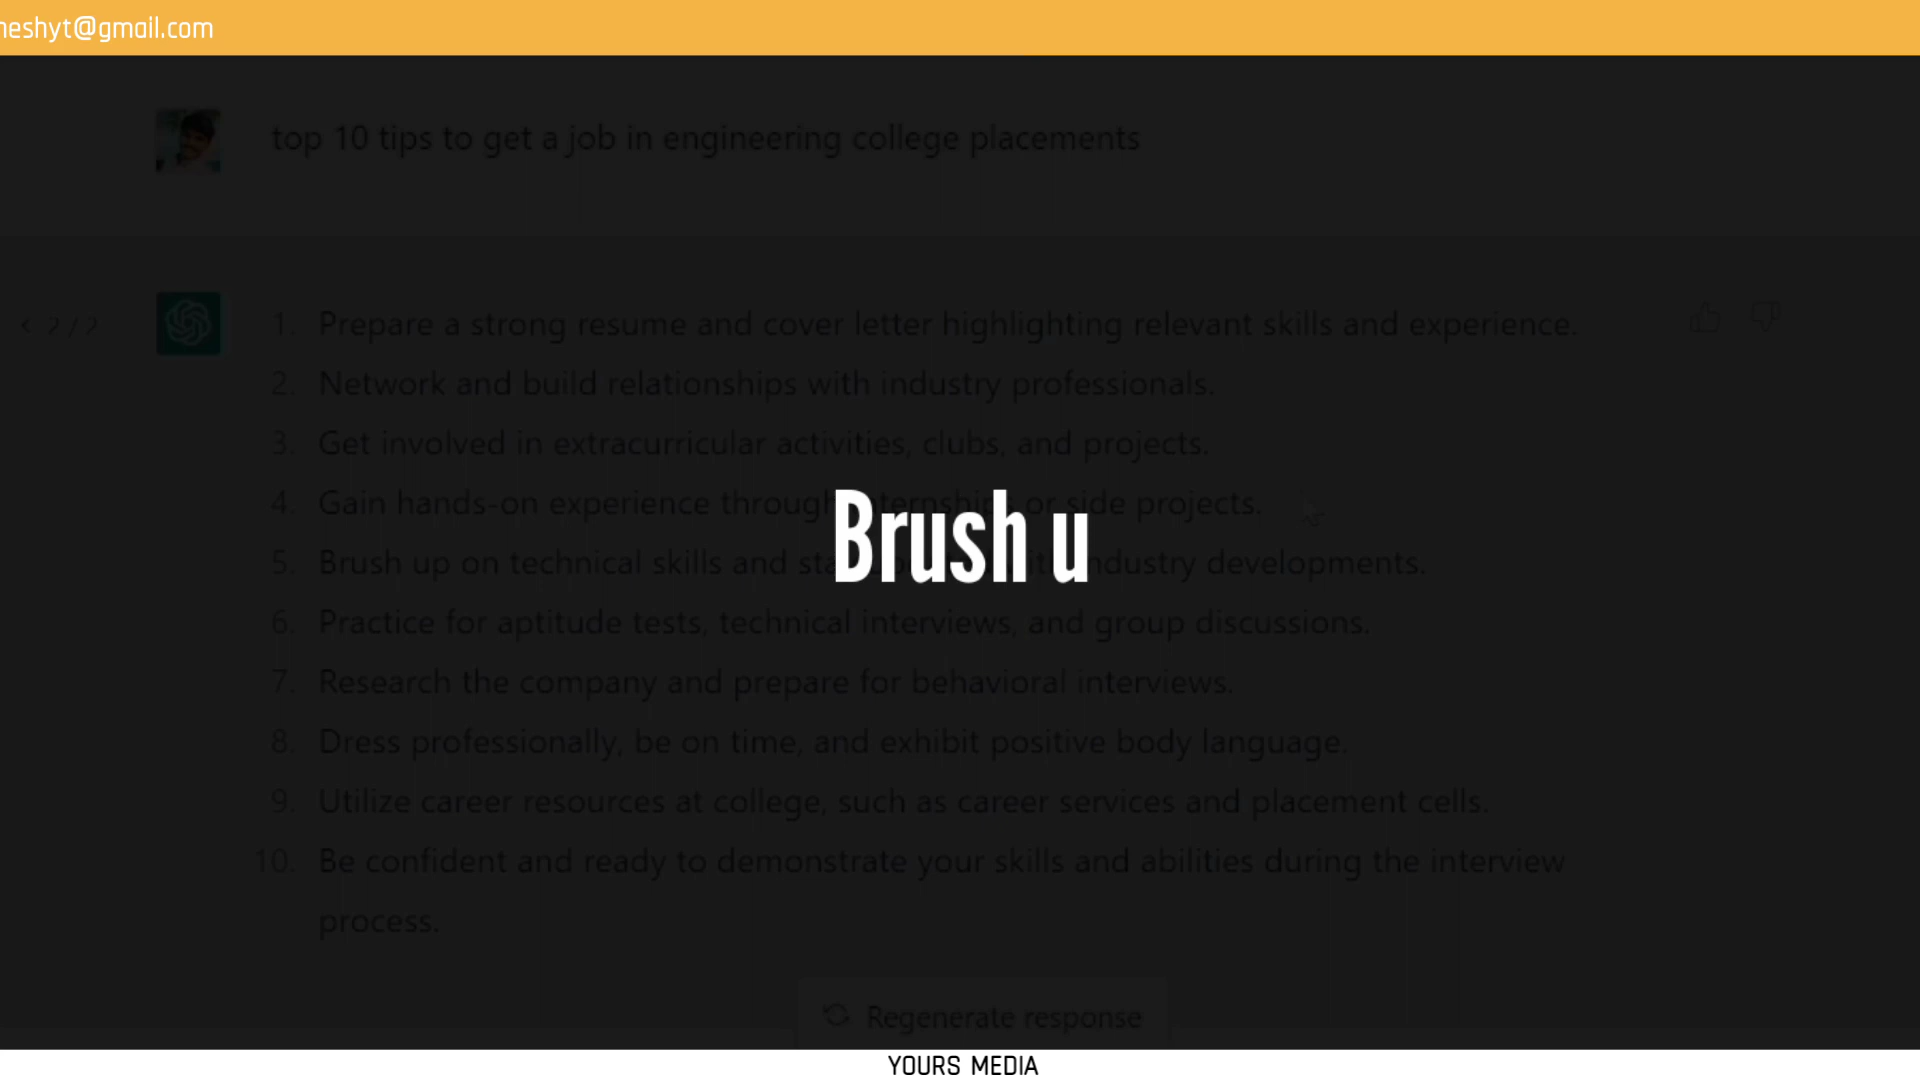 neshyt@gmail.com
top 10 tips to get a job in engineering college placements
< 2 / 2
1. Prepare a strong resume and cover letter highlighting relevant skills and experience.
2. Network and build relationships with industry professionals.
3. Get involved in extracurricular activities, clubs, and projects.
4. Gain hands-on experience through internships or side projects.
Brush u
5. Brush up on technical skills and industry developments.
6. Practice for aptitude tests, technical interviews, and group discussions.
7. Research the company and prepare for behavioral interviews.
8. Dress professionally, be on time, and exhibit positive body language.
9. Utilize career resources at college, such as career services and placement cells.
10. Be confident and ready to demonstrate your skills and abilities during the interview
process.
Regenerate response
YOURS MEDIA